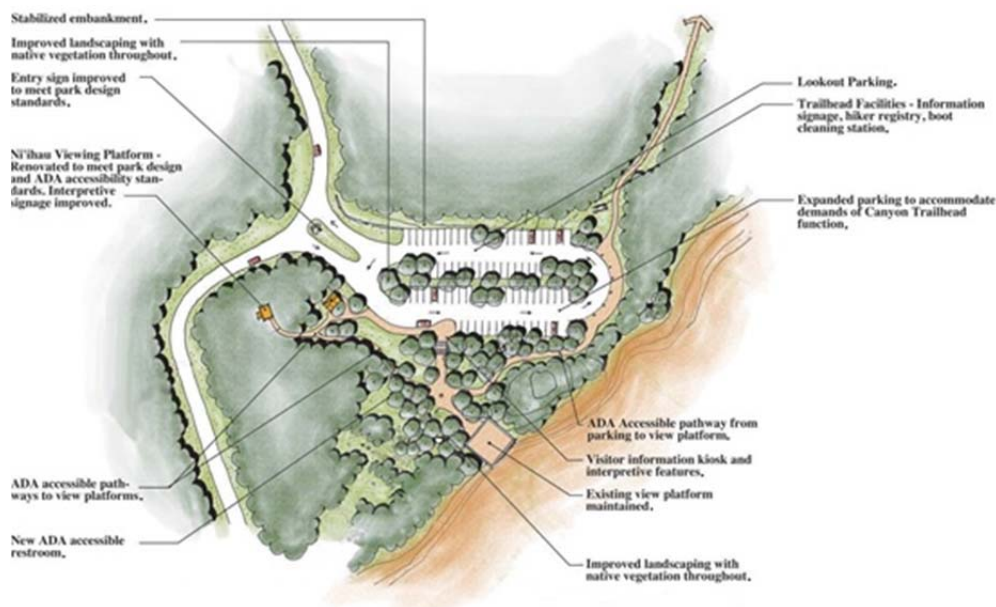 Stabilized embankment.
Improved landscaping with
native vegetation throughout.
Entry sign improved
to meet park design
standards.
Ni'ihau Viewing Platform -
Renovated to meet park design
and ADA accessibility stan-
dards. Interpretive
signage improved.
ADA accessible path-
ways to view platforms.
New ADA accessible
restroom.
Lookout Parking.
Trailhead Facilities - Information
signage, hiker registry, boot
cleaning station.
Expanded parking to accommodate
demands of Canyon Trailhead
function.
ADA Accessible pathway from
parking to view platform.
Visitor information kiosk and
interpretive features.
Existing view platform
maintained.
Improved landscaping with
native vegetation throughout.